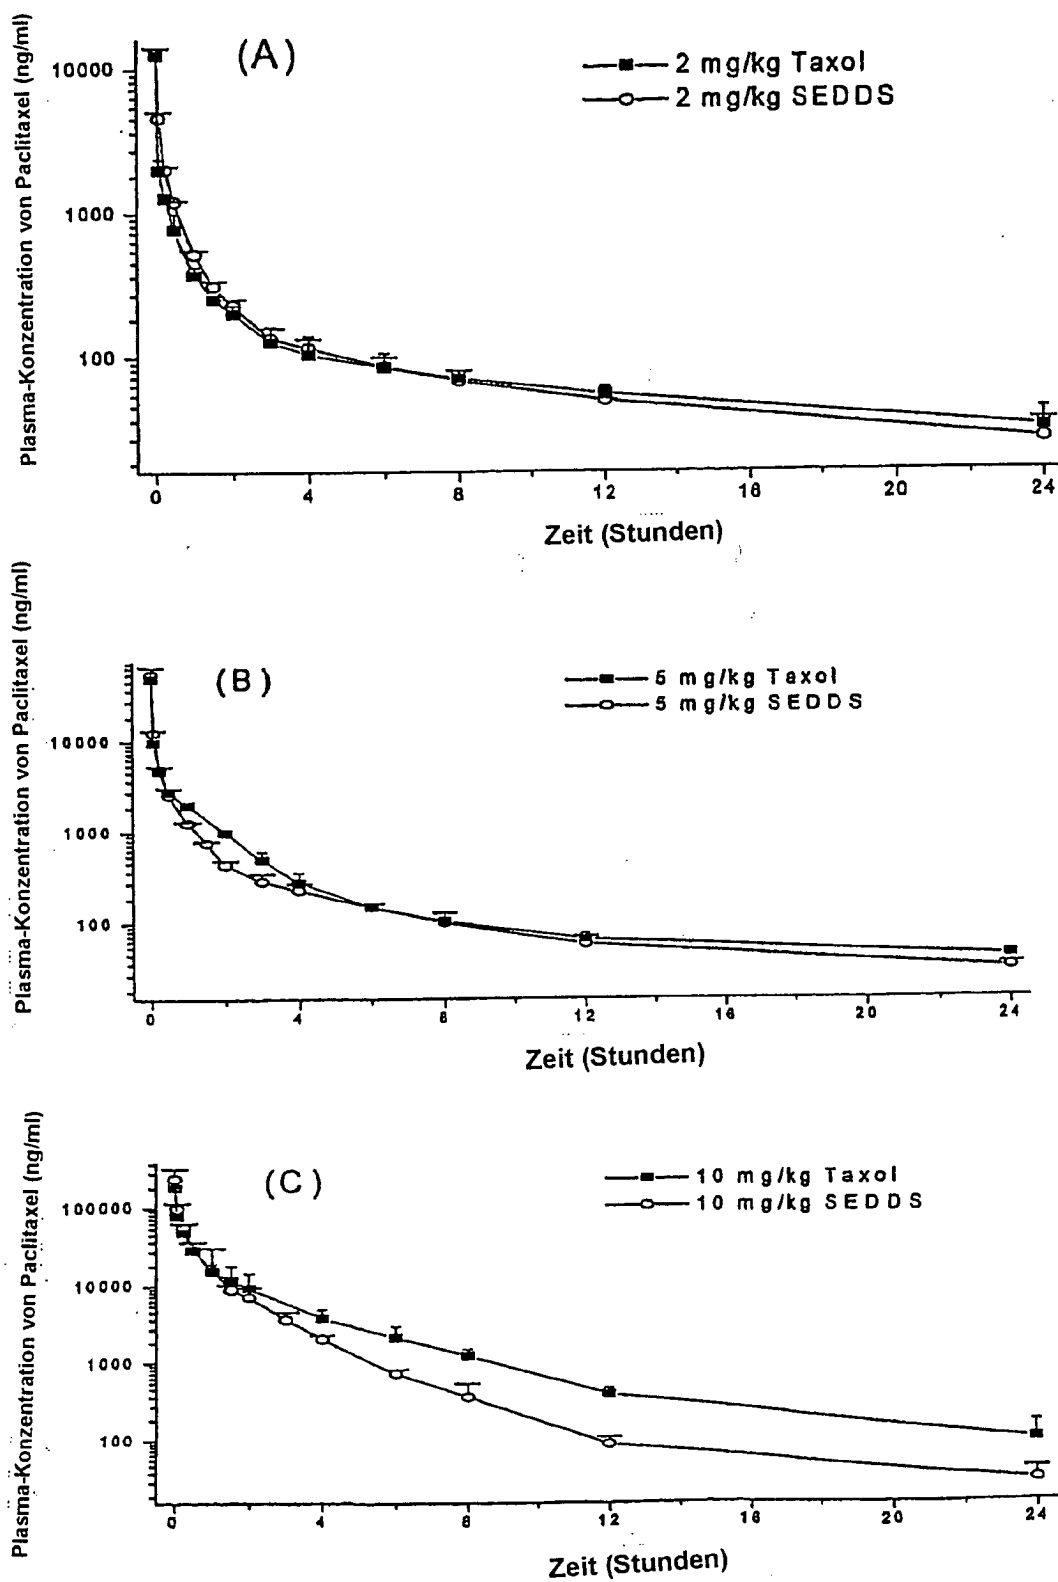 (A)
2 mg/kg Taxol
2 mg/kg SEDDS
Plasma-Konzentration von Paclitaxel (ng/ml)
10000
1000
100
0 4 8 12 16 20 24
Zeit (Stunden)
(B)
5 mg/kg Taxol
5 mg/kg SEDDS
Plasma-Konzentration von Paclitaxel (ng/ml)
10000
1000
100
0 4 8 12 16 20 24
Zeit (Stunden)
(C)
10 mg/kg Taxol
10 mg/kg SEDDS
Plasma-Konzentration von Paclitaxel (ng/ml)
100000
10000
1000
100
0 4 6 8 12 16 20 24
Zeit (Stunden)